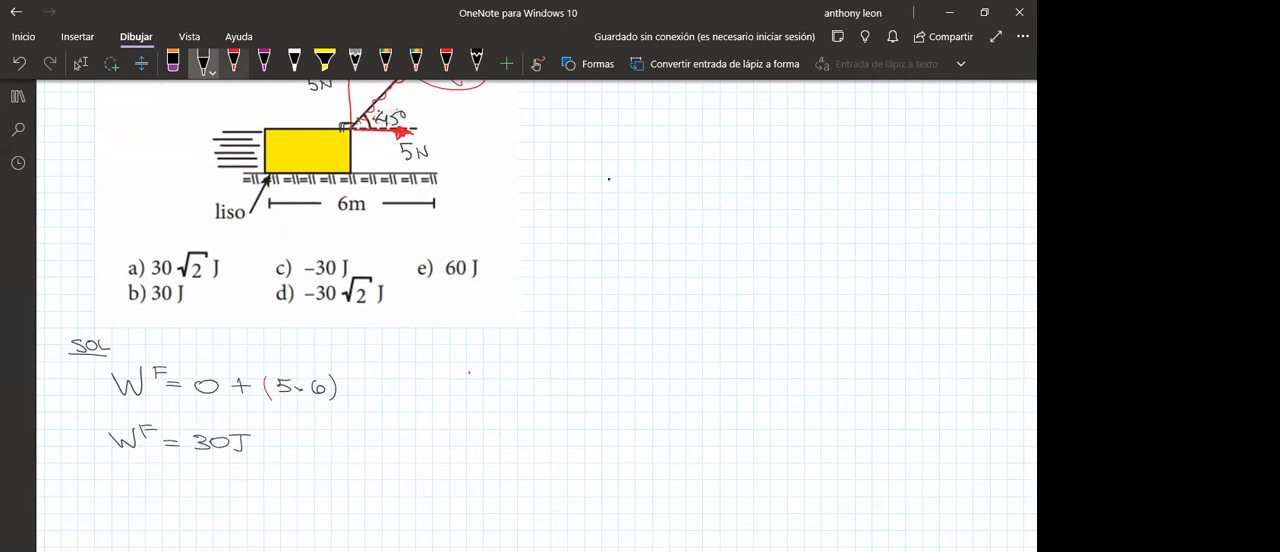 OneNote para Windows 10
anthony leon
Inicio Insertar Dibujar Vista Ayuda
Guardado sin conexión (es necesario iniciar sesión)
Compartir
Formas
Convertir entrada de lápiz a forma
Entrada de lápiz a texto
5N
45°
5N
liso
6m
a) 30√2 J c) –30 J e) 60 J
b) 30 J d) –30√2 J
SOL
W^F = 0 + (5×6)
W^F = 30J